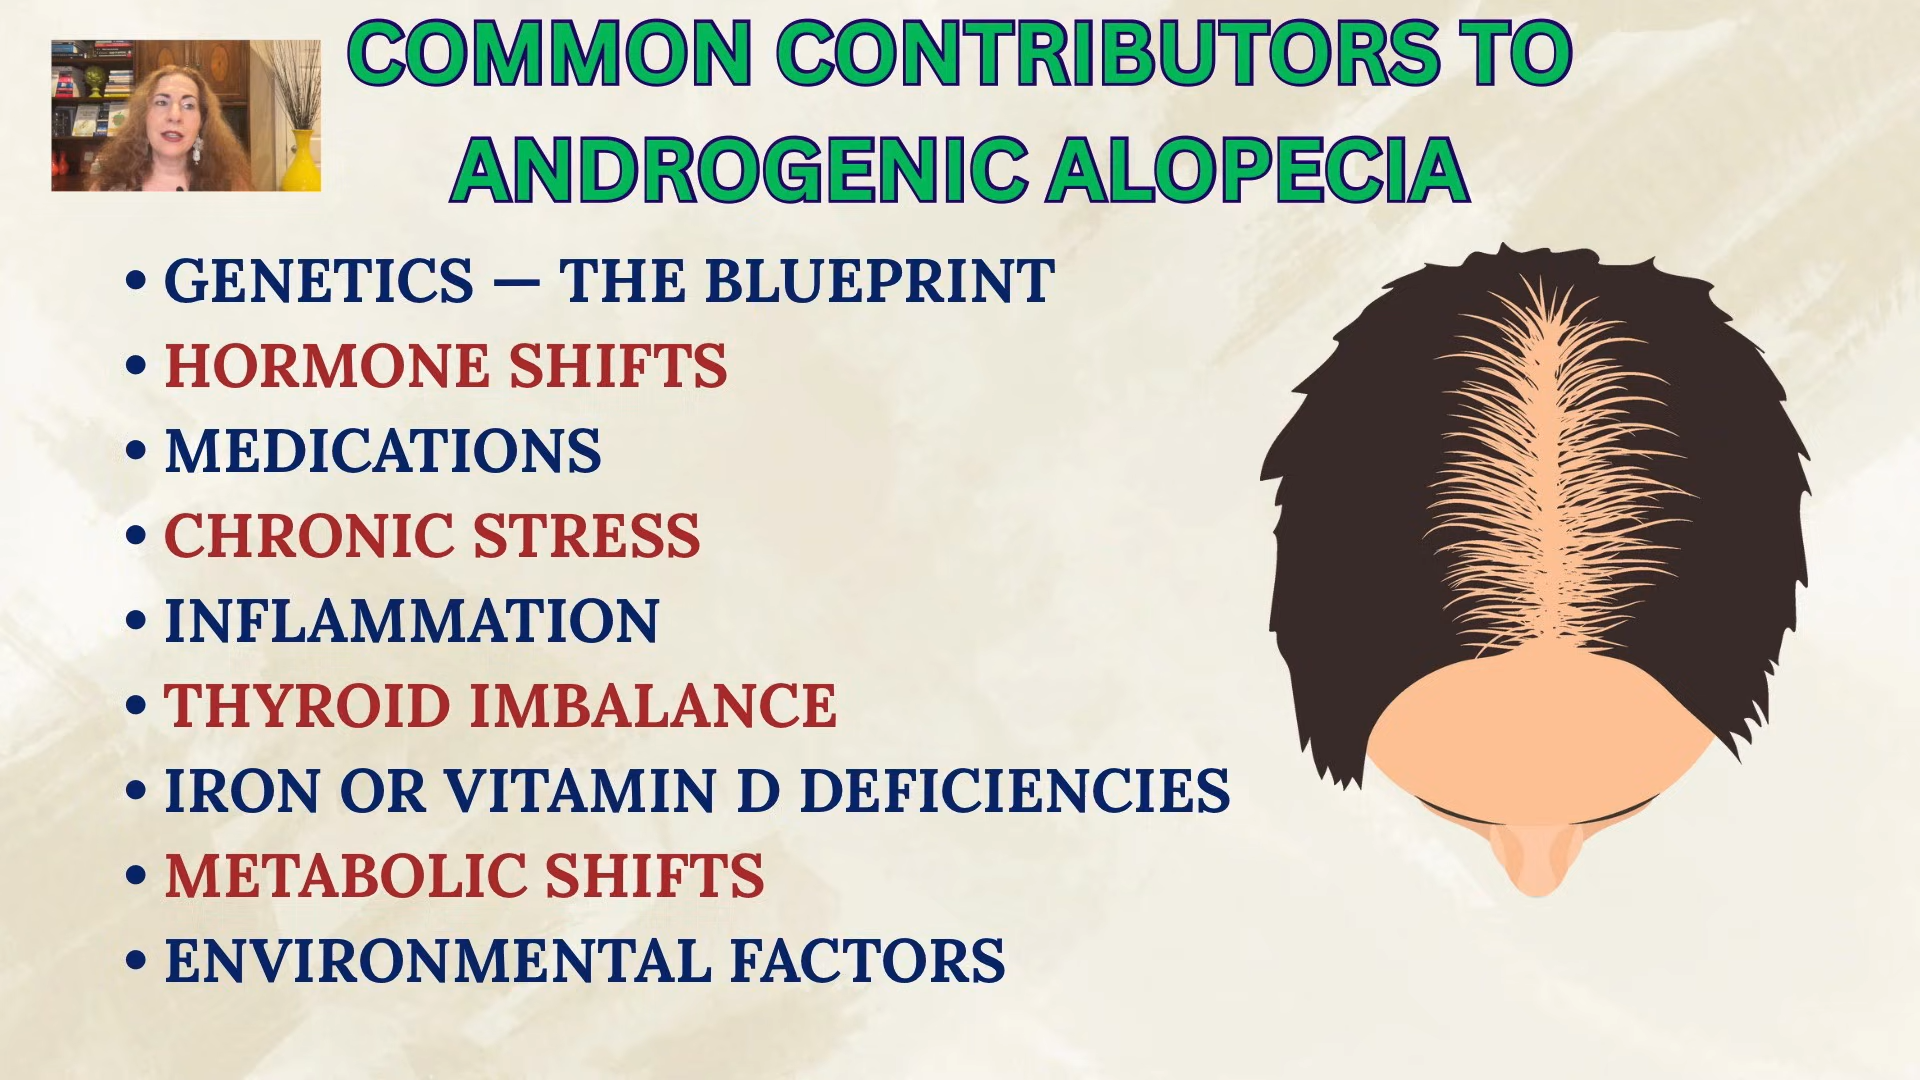 COMMON CONTRIBUTORS TO
ANDROGENIC ALOPECIA
• GENETICS — THE BLUEPRINT
• HORMONE SHIFTS
• MEDICATIONS
• CHRONIC STRESS
• INFLAMMATION
• THYROID IMBALANCE
• IRON OR VITAMIN D DEFICIENCIES
• METABOLIC SHIFTS
• ENVIRONMENTAL FACTORS